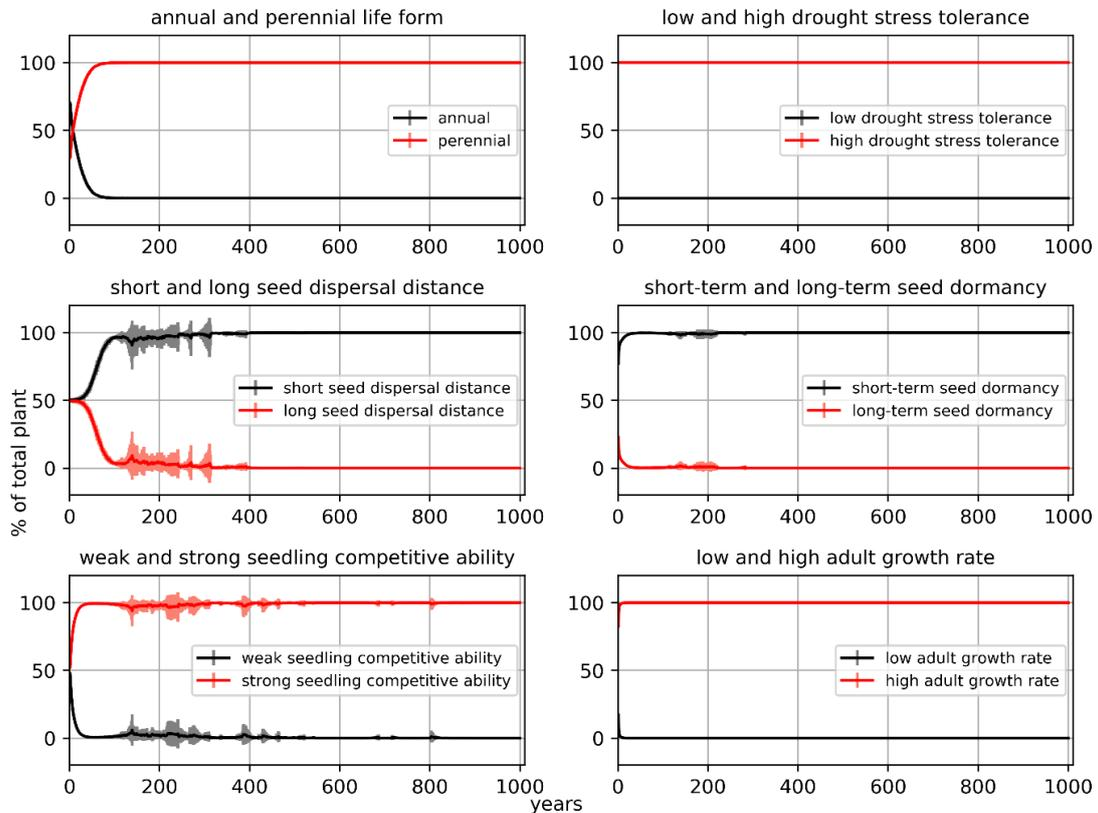 annual and perennial life form
100
50
0
annual
perennial
0 200 400 600 800 1000
low and high drought stress tolerance
100
50
0
low drought stress tolerance
high drought stress tolerance
0 200 400 600 800 1000
% of total plant
short and long seed dispersal distance
100
50
0
short seed dispersal distance
long seed dispersal distance
0 200 400 600 800 1000
short-term and long-term seed dormancy
100
50
0
short-term seed dormancy
long-term seed dormancy
0 200 400 600 800 1000
weak and strong seedling competitive ability
100
50
0
weak seedling competitive ability
strong seedling competitive ability
0 200 400 600 800 1000
low and high adult growth rate
100
50
0
low adult growth rate
high adult growth rate
0 200 400 600 800 1000
years